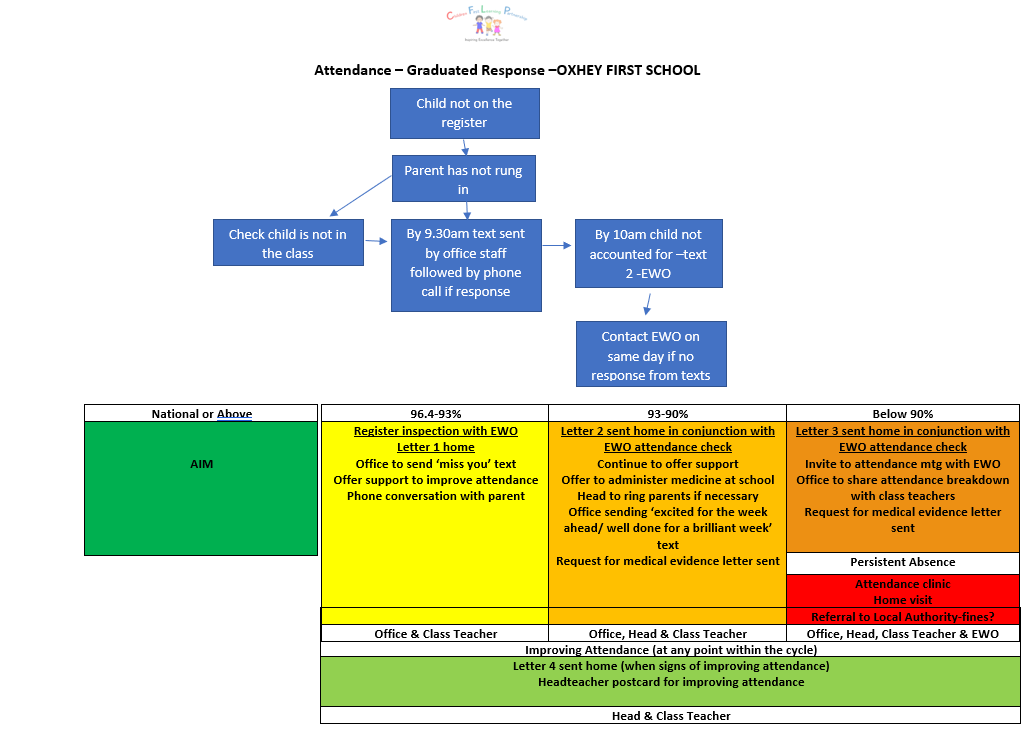 Children First Learning Partnership
Inspiring Excellence Together
Attendance – Graduated Response –OXHEY FIRST SCHOOL
Child not on the
register
Parent has not rung
in
Check child is not in
the class
By 9.30am text sent
by office staff
followed by phone
call if response
By 10am child not
accounted for –text
2 -EWO
Contact EWO on
same day if no
response from texts
National or Above
AIM
96.4-93%
Register inspection with EWO
Letter 1 home
Office to send ‘miss you’ text
Offer support to improve attendance
Phone conversation with parent
Office & Class Teacher
93-90%
Letter 2 sent home in conjunction with
EWO attendance check
Continue to offer support
Offer to administer medicine at school
Head to ring parents if necessary
Office sending ‘excited for the week
ahead/ well done for a brilliant week’
text
Request for medical evidence letter sent
Office, Head & Class Teacher
Below 90%
Letter 3 sent home in conjunction with
EWO attendance check
Invite to attendance mtg with EWO
Office to share attendance breakdown
with class teachers
Request for medical evidence letter
sent
Persistent Absence
Attendance clinic
Home visit
Referral to Local Authority-fines?
Office, Head, Class Teacher & EWO
Improving Attendance (at any point within the cycle)
Letter 4 sent home (when signs of improving attendance)
Headteacher postcard for improving attendance
Head & Class Teacher